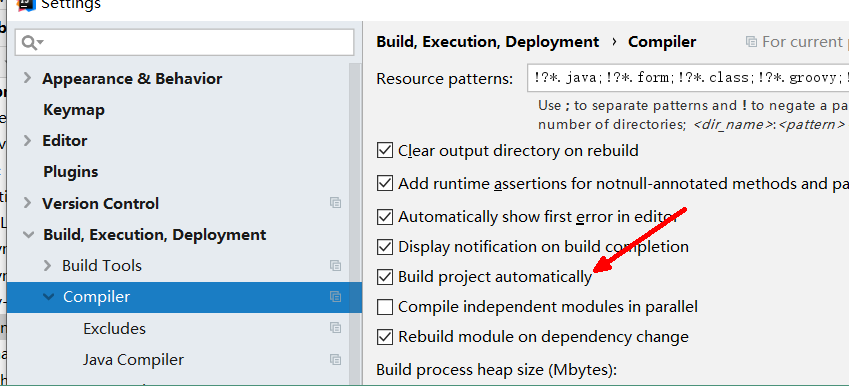 Settings
Build, Execution, Deployment › Compiler
For current p
Appearance & Behavior
Keymap
Editor
Plugins
Version Control
Build, Execution, Deployment
Build Tools
Compiler
Excludes
Java Compiler
Resource patterns: !?*.java;!?*.form;!?*.class;!?*.groovy;!
Use ; to separate patterns and ! to negate a pa
number of directories; <dir_name>:<pattern>
Clear output directory on rebuild
Add runtime assertions for notnull-annotated methods and pa
Automatically show first error in editor
Display notification on build completion
Build project automatically
Compile independent modules in parallel
Rebuild module on dependency change
Build process heap size (Mbytes):